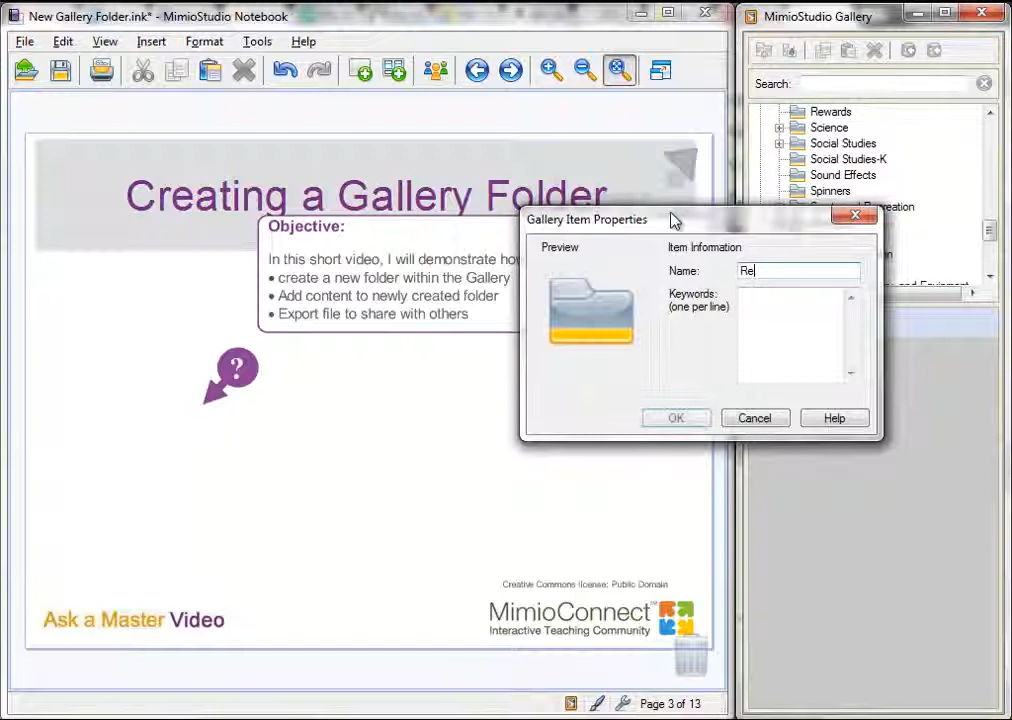 New Gallery Folder.ink* - MimioStudio Notebook
File Edit View Insert Format Tools Help
Creating a Gallery Folder
Objective:
In this short video, I will demonstrate how
• create a new folder within the Gallery
• Add content to newly created folder
• Export file to share with others
?
Creative Commons license: Public Domain
Ask a Master Video
MimioConnect™
Interactive Teaching Community
Page 3 of 13
MimioStudio Gallery
Search:
Rewards
Science
Social Studies
Social Studies-K
Sound Effects
Spinners
Gallery Item Properties
Preview
Item Information
Name: Re
Keywords:
(one per line)
OK Cancel Help